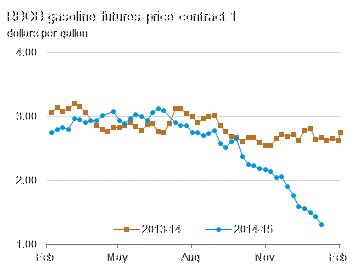 RBOB gasoline futures price contract 1
dollars per gallon
4.00
3.00
2.00
1.00
2013-14 2014-15
Feb May Aug Nov Feb